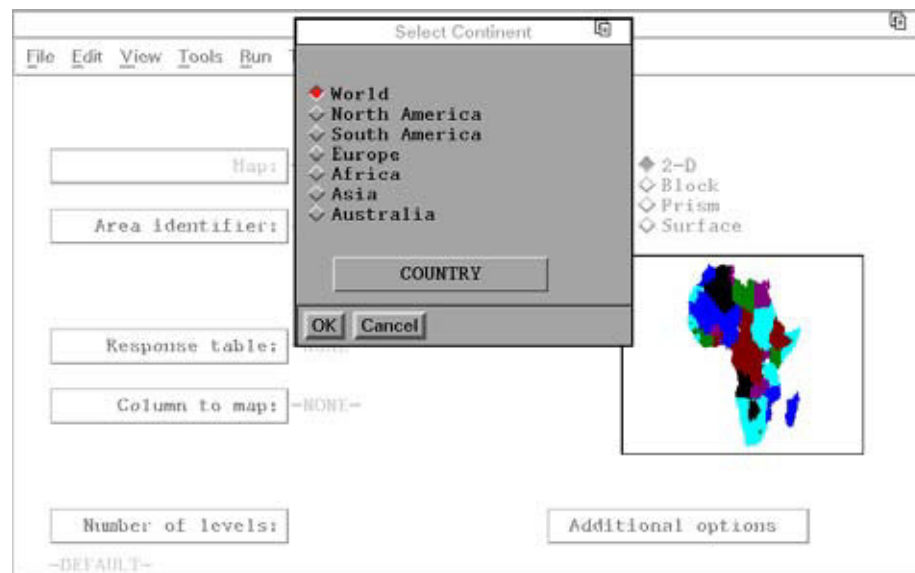 Select Continent
File Edit View Tools Run
World
North America
South America
Europe
Africa
Asia
Australia
COUNTRY
OK Cancel
Map:
Area identifier:
2-D
Block
Prism
Surface
Response table:
Column to map: -NONE-
Number of levels:
-DEFAULT-
Additional options